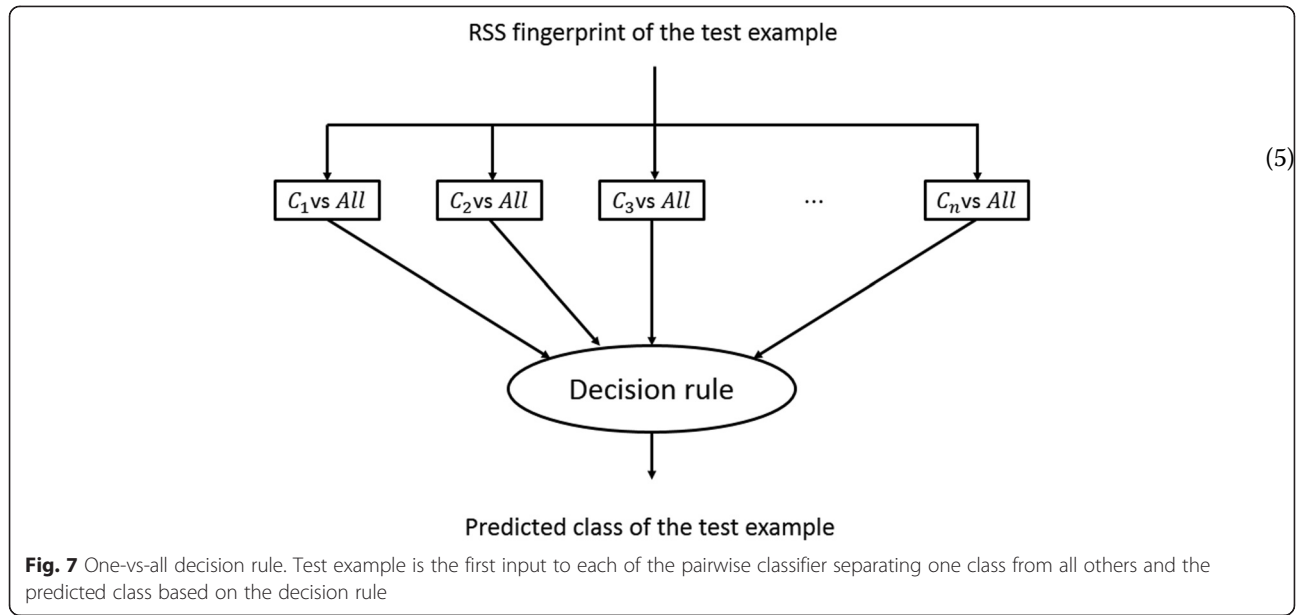 RSS fingerprint of the test example
(5)
C₁ vs All C₂ vs All C₃ vs All ... Cₙ vs All
Decision rule
Predicted class of the test example
Fig. 7 One-vs-all decision rule. Test example is the first input to each of the pairwise classifier separating one class from all others and the
predicted class based on the decision rule